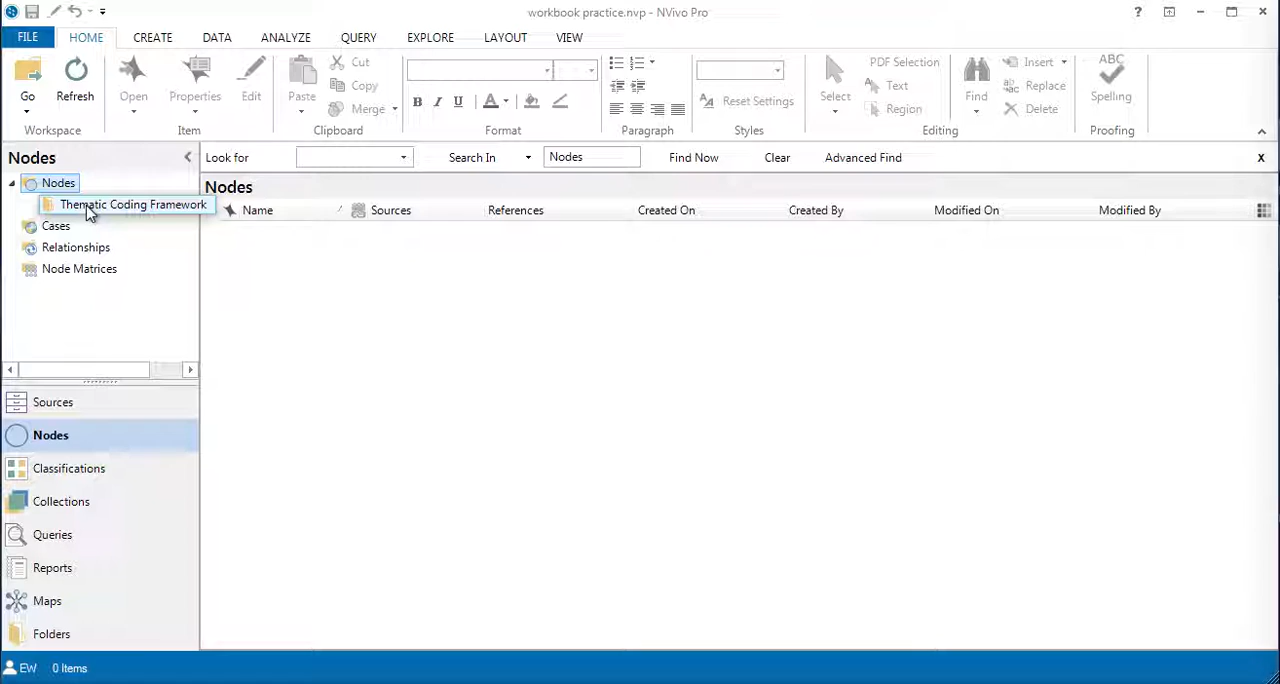 workbook practice.nvp - NVivo Pro
?
FILE HOME CREATE DATA ANALYZE QUERY EXPLORE LAYOUT VIEW
Go Refresh Open Properties Edit Paste Cut Copy Merge
B I U A
Reset Settings
Select PDF Selection Text Region Find Insert Replace Delete ABC Spelling
Workspace Item Clipboard Format Paragraph Styles Editing Proofing
Nodes
Look for Search In Nodes Find Now Clear Advanced Find x
Nodes
Thematic Coding Framework
Cases
Relationships
Node Matrices
Nodes
Name Sources References Created On Created By Modified On Modified By
Sources
Nodes
Classifications
Collections
Queries
Reports
Maps
Folders
EW 0 Items